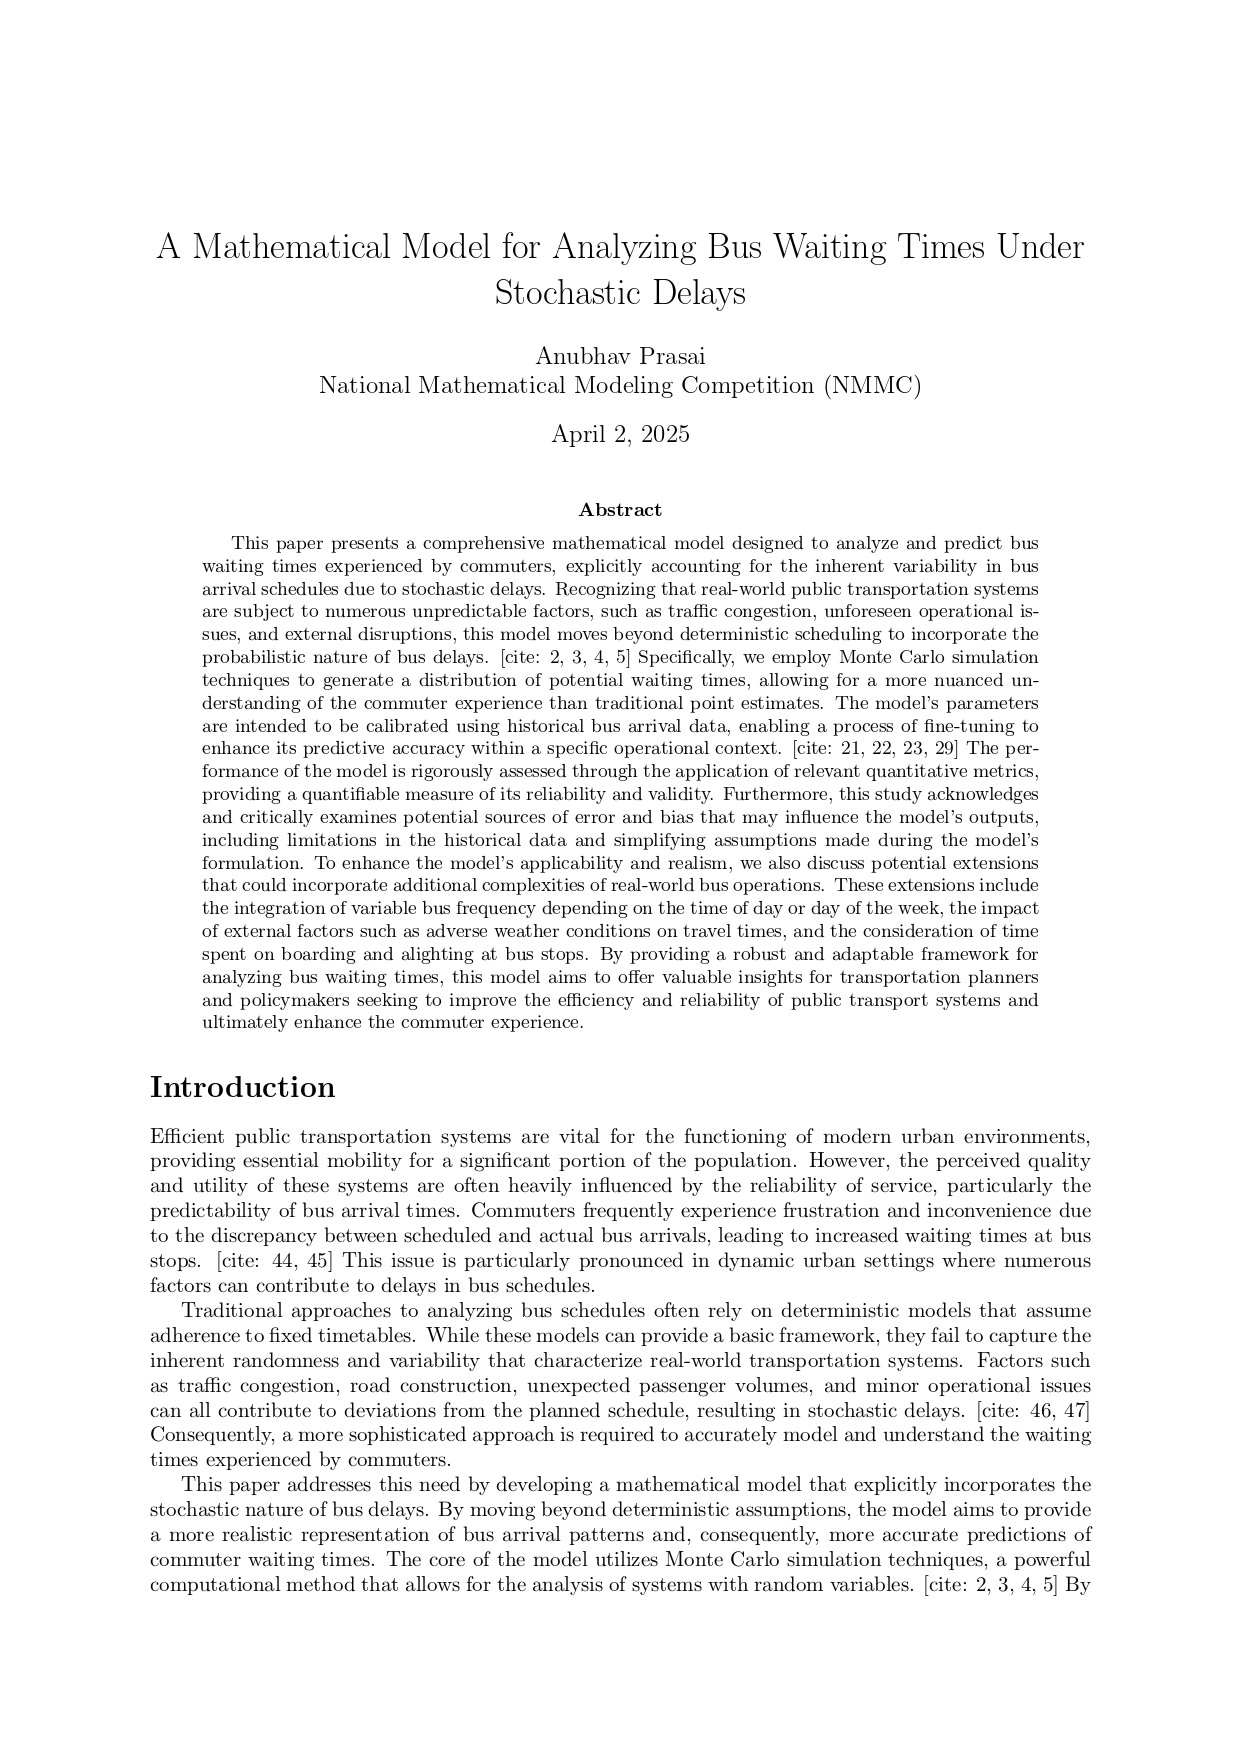 A Mathematical Model for Analyzing Bus Waiting Times Under
Stochastic Delays
Anubhav Prasai
National Mathematical Modeling Competition (NMMC)
April 2, 2025
Abstract
This paper presents a comprehensive mathematical model designed to analyze and predict bus
waiting times experienced by commuters, explicitly accounting for the inherent variability in bus
arrival schedules due to stochastic delays. Recognizing that real-world public transportation systems
are subject to numerous unpredictable factors, such as traffic congestion, unforeseen operational is-
sues, and external disruptions, this model moves beyond deterministic scheduling to incorporate the
probabilistic nature of bus delays. [cite: 2, 3, 4, 5] Specifically, we employ Monte Carlo simulation
techniques to generate a distribution of potential waiting times, allowing for a more nuanced un-
derstanding of the commuter experience than traditional point estimates. The model's parameters
are intended to be calibrated using historical bus arrival data, enabling a process of fine-tuning to
enhance its predictive accuracy within a specific operational context. [cite: 21, 22, 23, 29] The per-
formance of the model is rigorously assessed through the application of relevant quantitative metrics,
providing a quantifiable measure of its reliability and validity. Furthermore, this study acknowledges
and critically examines potential sources of error and bias that may influence the model's outputs,
including limitations in the historical data and simplifying assumptions made during the model's
formulation. To enhance the model's applicability and realism, we also discuss potential extensions
that could incorporate additional complexities of real-world bus operations. These extensions include
the integration of variable bus frequency depending on the time of day or day of the week, the impact
of external factors such as adverse weather conditions on travel times, and the consideration of time
spent on boarding and alighting at bus stops. By providing a robust and adaptable framework for
analyzing bus waiting times, this model aims to offer valuable insights for transportation planners
and policymakers seeking to improve the efficiency and reliability of public transport systems and
ultimately enhance the commuter experience.
Introduction
Efficient public transportation systems are vital for the functioning of modern urban environments,
providing essential mobility for a significant portion of the population. However, the perceived quality
and utility of these systems are often heavily influenced by the reliability of service, particularly the
predictability of bus arrival times. Commuters frequently experience frustration and inconvenience due
to the discrepancy between scheduled and actual bus arrivals, leading to increased waiting times at bus
stops. [cite: 44, 45] This issue is particularly pronounced in dynamic urban settings where numerous
factors can contribute to delays in bus schedules.
Traditional approaches to analyzing bus schedules often rely on deterministic models that assume
adherence to fixed timetables. While these models can provide a basic framework, they fail to capture the
inherent randomness and variability that characterize real-world transportation systems. Factors such
as traffic congestion, road construction, unexpected passenger volumes, and minor operational issues
can all contribute to deviations from the planned schedule, resulting in stochastic delays. [cite: 46, 47]
Consequently, a more sophisticated approach is required to accurately model and understand the waiting
times experienced by commuters.
This paper addresses this need by developing a mathematical model that explicitly incorporates the
stochastic nature of bus delays. By moving beyond deterministic assumptions, the model aims to provide
a more realistic representation of bus arrival patterns and, consequently, more accurate predictions of
commuter waiting times. The core of the model utilizes Monte Carlo simulation techniques, a powerful
computational method that allows for the analysis of systems with random variables. [cite: 2, 3, 4, 5] By